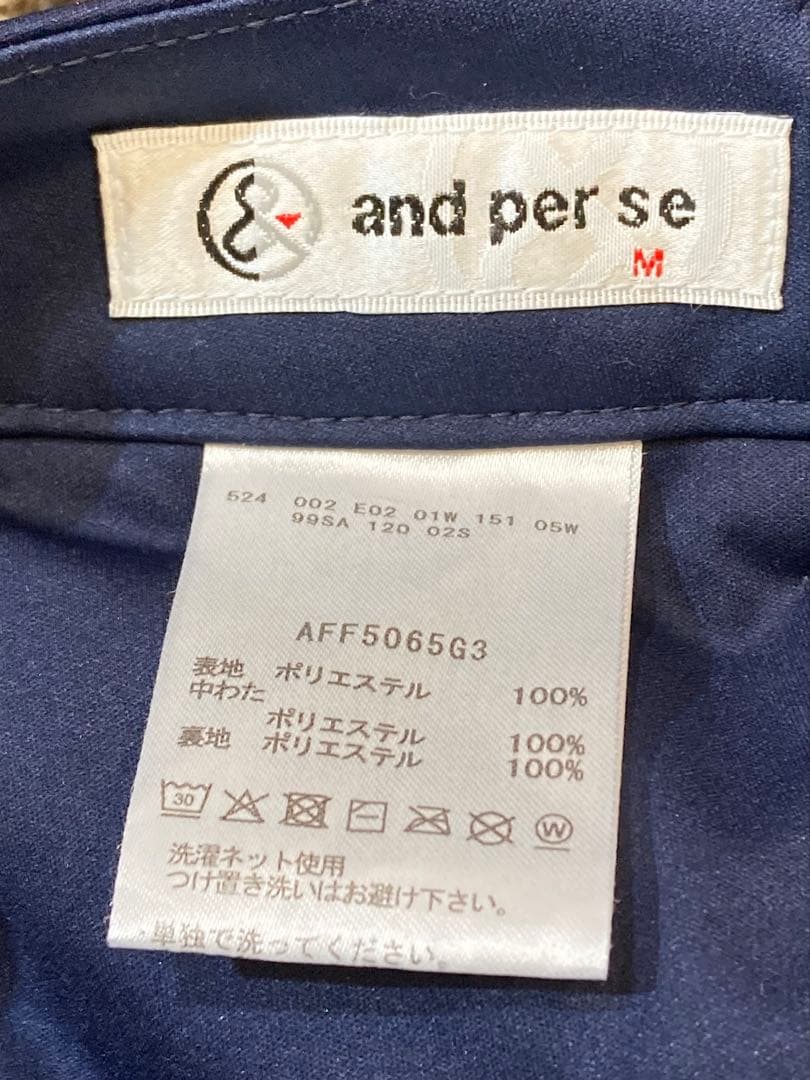 and per se
M
524 002 E02 01W 151 05W
99SA 120 02S
AFF5065G3
表地 ポリエステル 100%
中わた
ポリエステル 100%
裏地 ポリエステル 100%
30
W
洗濯ネット使用
つけ置き洗いはお避け下さい。
単独で洗ってください。